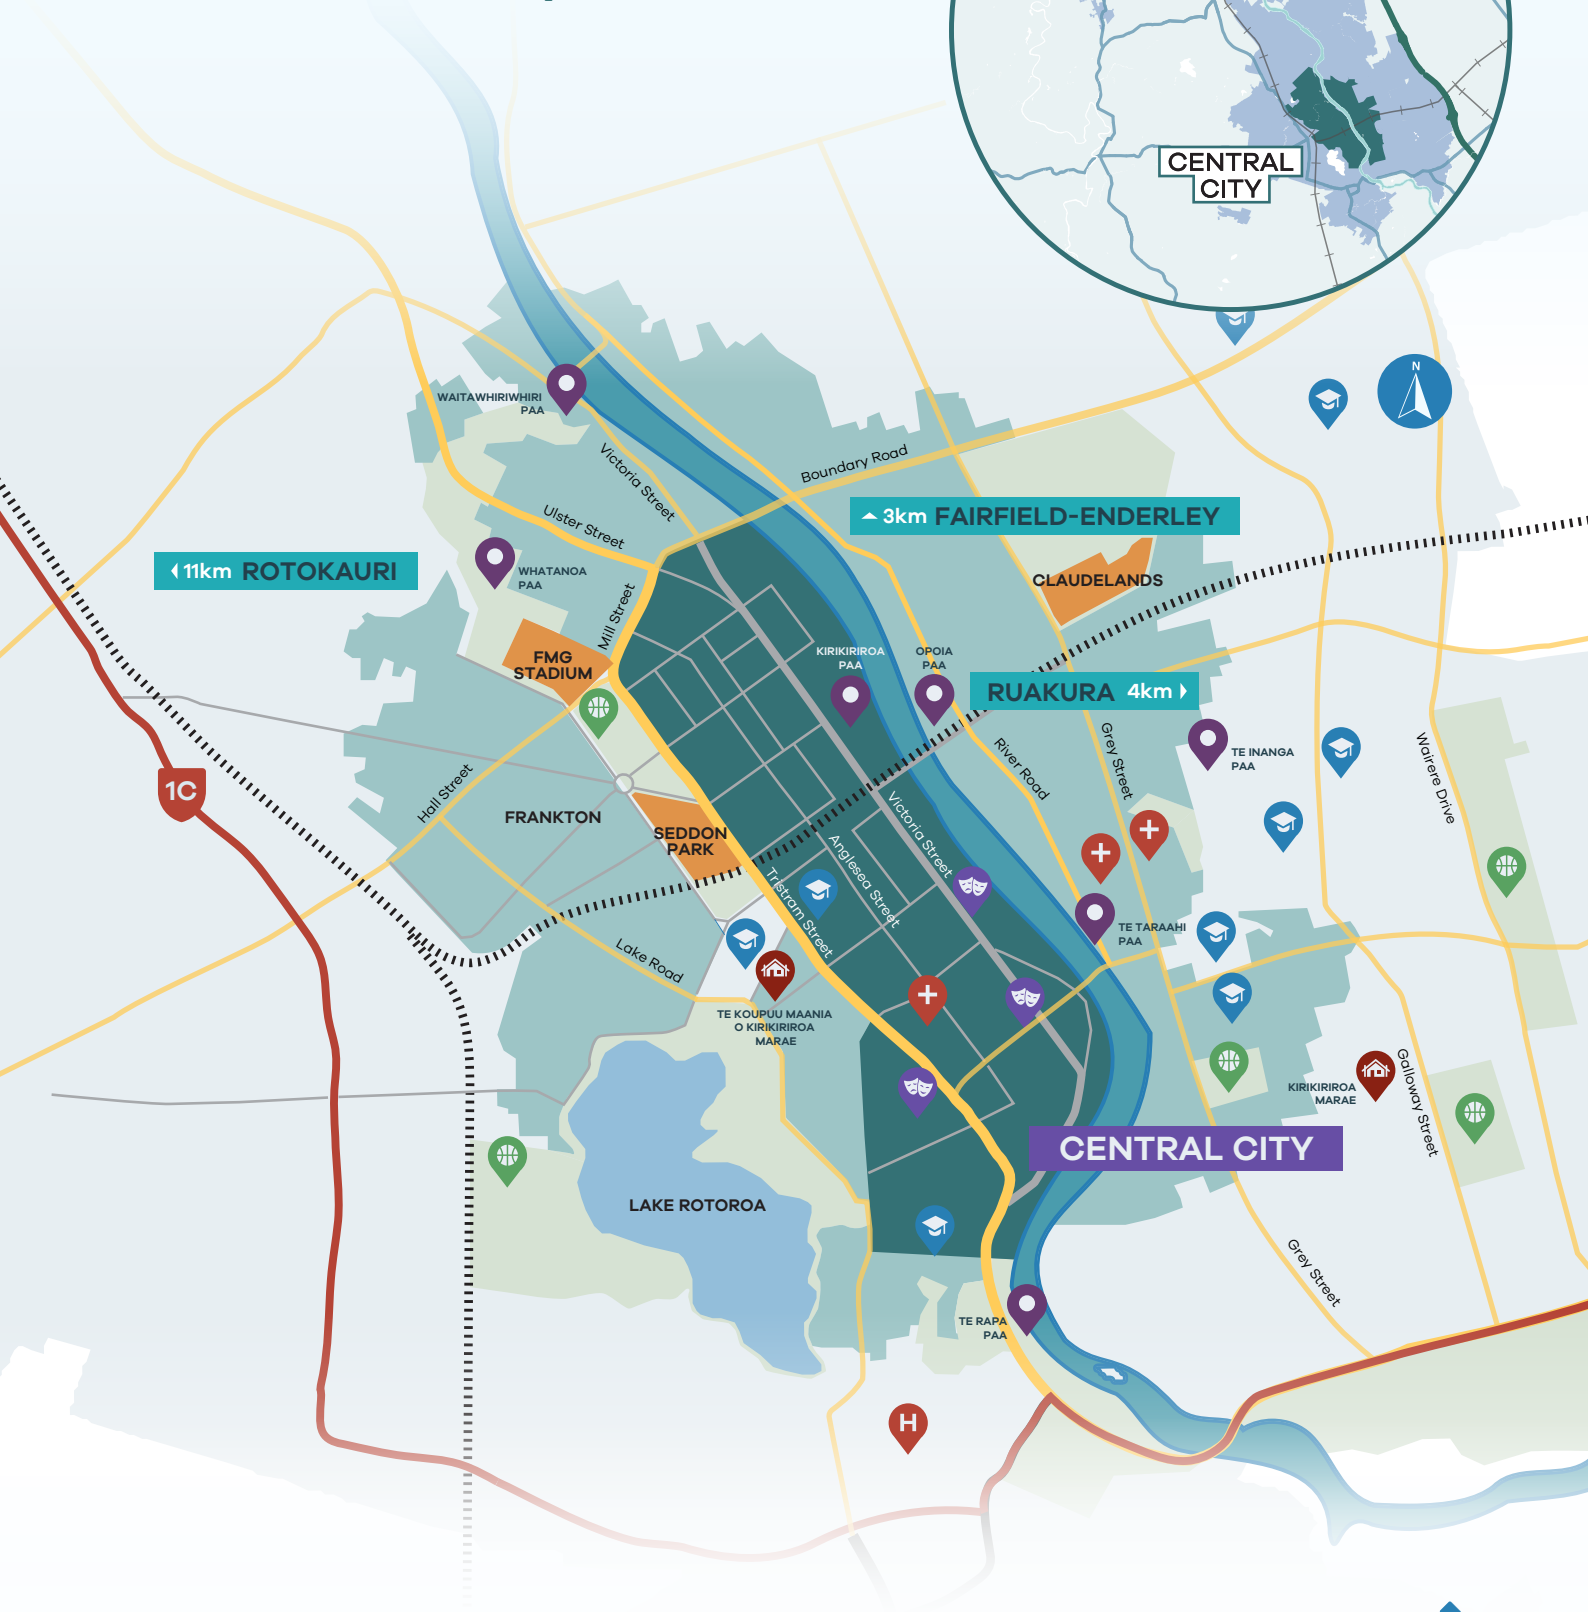 CENTRAL
CITY
N
WAITAWHIRIWHIRI
PAA
Victoria Street
Boundary Road
Ulster Street
3km FAIRFIELD-ENDERLEY
11km ROTOKAURI
WHATANOA
PAA
CLAUDELANDS
Mill Street
FMG
STADIUM
KIRIKIRIROA
PAA
OPOIA
PAA
RUAKURA 4km
TE INANGA
PAA
River Road
Grey Street
Wairere Drive
1C
Hall Street
FRANKTON
SEDDON
PARK
Victoria Street
Anglesea Street
Tristram Street
TE TARAAHI
PAA
Lake Road
TE KOUPUU MAANIA
O KIRIKIRIROA
MARAE
KIRIKIRIROA
MARAE
Galloway Street
CENTRAL CITY
LAKE ROTOROA
Grey Street
TE RAPA
PAA
H